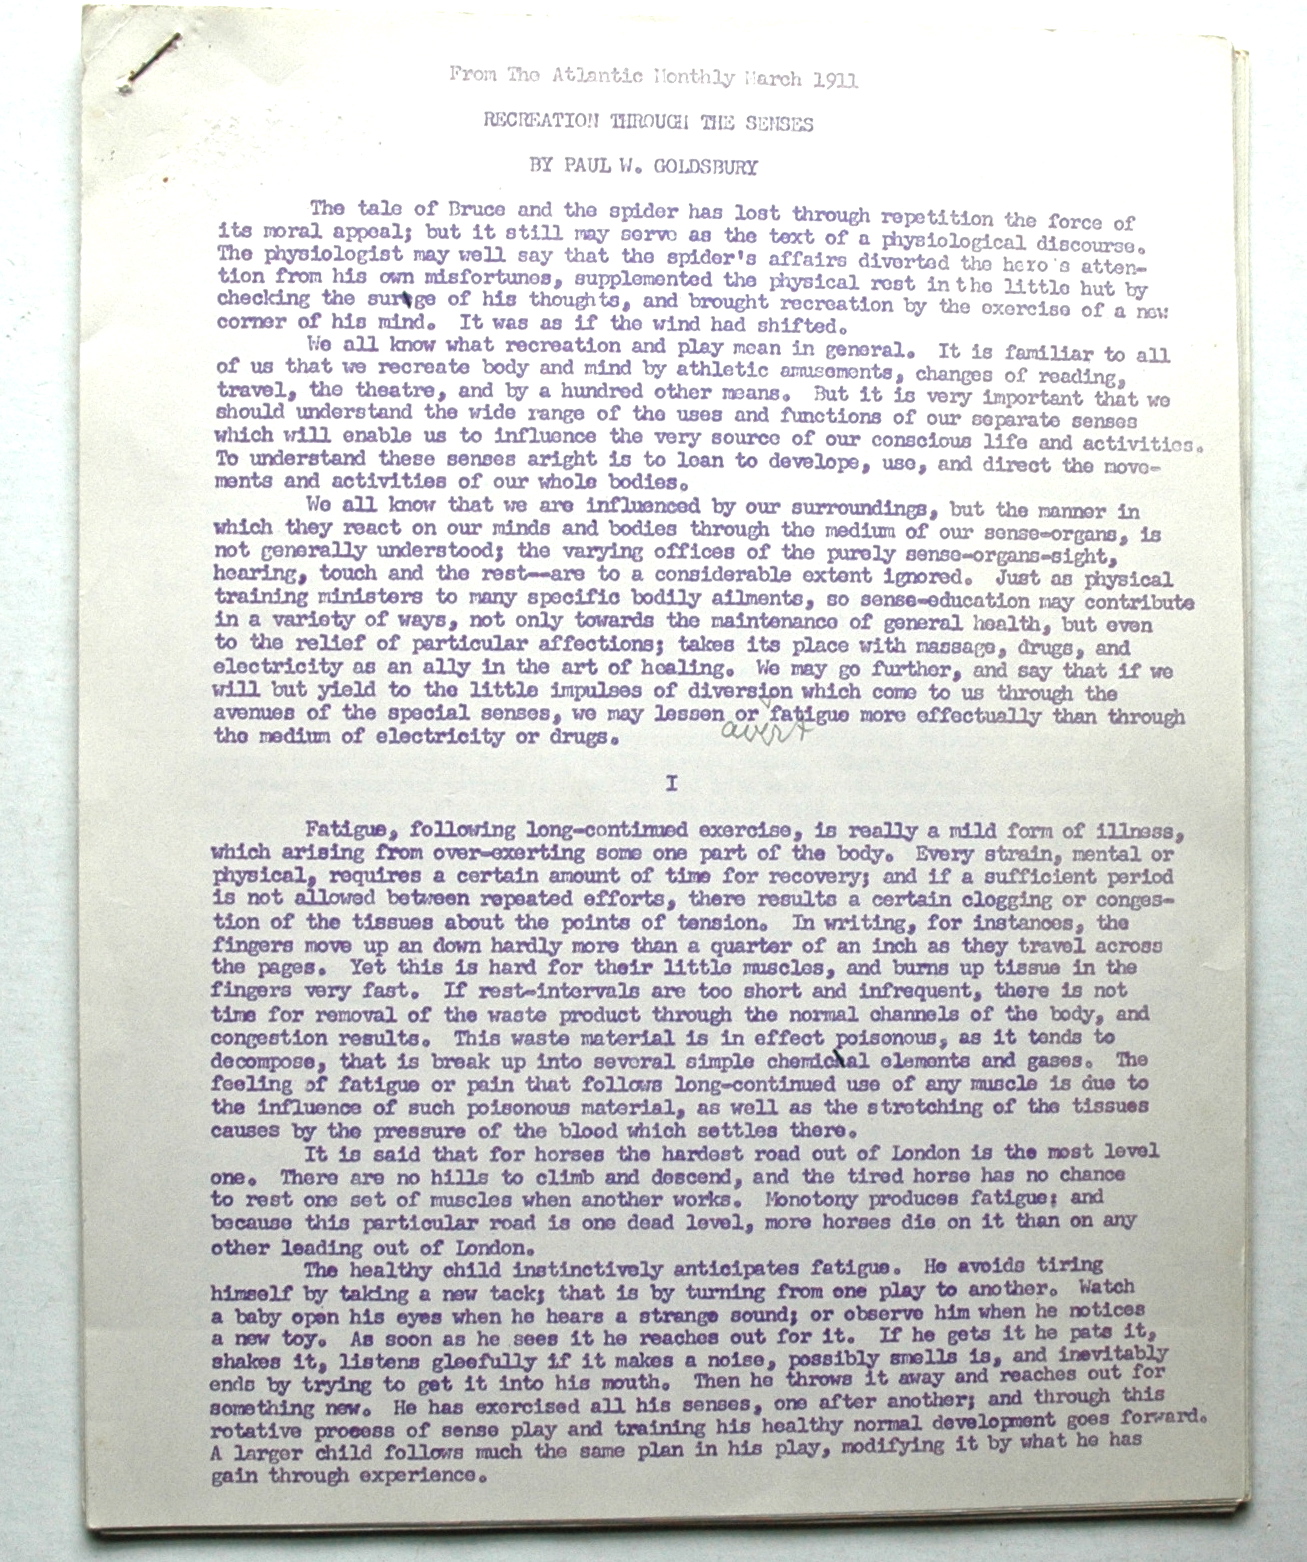 From The Atlantic Monthly March 1911
RECREATION THROUGH THE SENSES
BY PAUL W. GOLDSBURY
The tale of Bruce and the spider has lost through repetition the force of
its moral appeal; but it still may serve as the text of a physiological discourse.
The physiologist may well say that the spider's affairs diverted the hero's atten-
tion from his own misfortunes, supplemented the physical rest in the little hut by
checking the surge of his thoughts, and brought recreation by the exercise of a new
corner of his mind. It was as if the wind had shifted.
We all know what recreation and play mean in general. It is familiar to all
of us that we recreate body and mind by athletic amusements, changes of reading,
travel, the theatre, and by a hundred other means. But it is very important that we
should understand the wide range of the uses and functions of our separate senses
which will enable us to influence the very source of our conscious life and activities.
To understand these senses aright is to lean to develope, use, and direct the move-
ments and activities of our whole bodies.
We all know that we are influenced by our surroundings, but the manner in
which they react on our minds and bodies through the medium of our sense-organs, is
not generally understood; the varying offices of the purely sense-organs-sight,
hearing, touch and the rest--are to a considerable extent ignored. Just as physical
training ministers to many specific bodily ailments, so sense-education may contribute
in a variety of ways, not only towards the maintenance of general health, but even
to the relief of particular affections; takes its place with massage, drugs, and
electricity as an ally in the art of healing. We may go further, and say that if we
will but yield to the little impulses of diversion which come to us through the
avenues of the special senses, we may lessen or fatigue more effectually than through
avert
the medium of electricity or drugs.
I
Fatigue, following long-continued exercise, is really a mild form of illness,
which arising from over-exerting some one part of the body. Every strain, mental or
physical, requires a certain amount of time for recovery; and if a sufficient period
is not allowed between repeated efforts, there results a certain clogging or conges-
tion of the tissues about the points of tension. In writing, for instances, the
fingers move up an down hardly more than a quarter of an inch as they travel across
the pages. Yet this is hard for their little muscles, and burns up tissue in the
fingers very fast. If rest-intervals are too short and infrequent, there is not
time for removal of the waste product through the normal channels of the body, and
congestion results. This waste material is in effect poisonous, as it tends to
decompose, that is break up into several simple chemical elements and gases. The
feeling of fatigue or pain that follows long-continued use of any muscle is due to
the influence of such poisonous material, as well as the stretching of the tissues
causes by the pressure of the blood which settles there.
It is said that for horses the hardest road out of London is the most level
one. There are no hills to climb and descend, and the tired horse has no chance
to rest one set of muscles when another works. Monotony produces fatigue; and
because this particular road is one dead level, more horses die on it than on any
other leading out of London.
The healthy child instinctively anticipates fatigue. He avoids tiring
himself by taking a new tack; that is by turning from one play to another. Watch
a baby open his eyes when he hears a strange sound; or observe him when he notices
a new toy. As soon as he sees it he reaches out for it. If he gets it he pats it,
shakes it, listens gleefully if it makes a noise, possibly smells is, and inevitably
ends by trying to get it into his mouth. Then he throws it away and reaches out for
something new. He has exercised all his senses, one after another; and through this
rotative process of sense play and training his healthy normal development goes forward.
A larger child follows much the same plan in his play, modifying it by what he has
gain through experience.